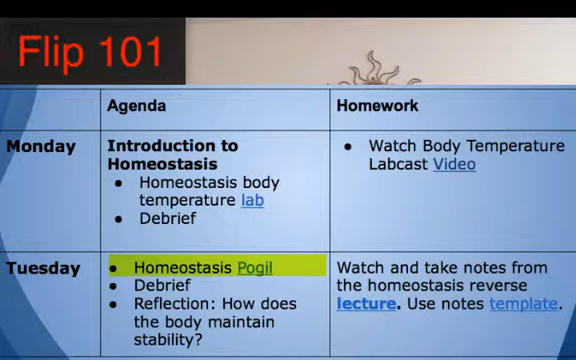 Flip 101
Agenda
Homework
Monday
Introduction to
Homeostasis
● Homeostasis body
temperature lab
● Debrief
● Watch Body Temperature
Labcast Video
Tuesday
● Homeostasis Pogil
● Debrief
● Reflection: How does
the body maintain
stability?
Watch and take notes from
the homeostasis reverse
lecture. Use notes template.